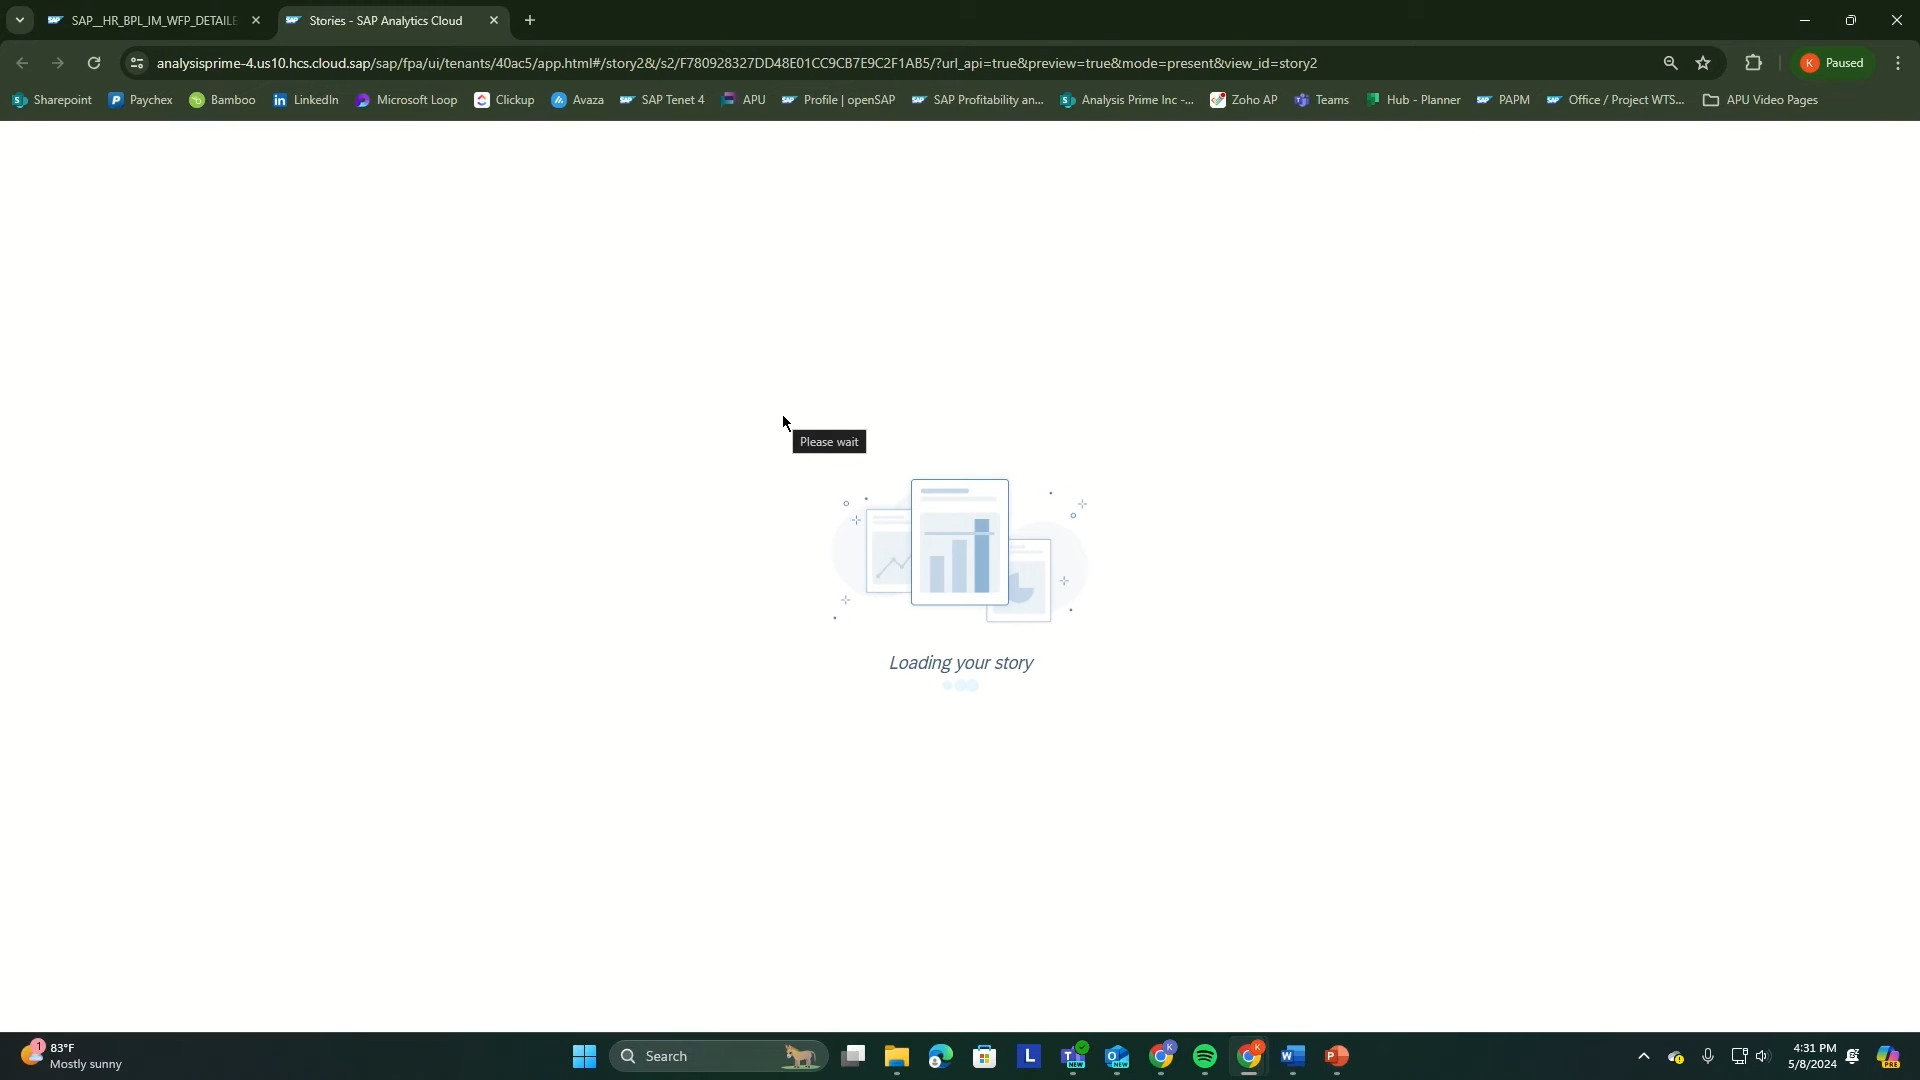 SAP__HR_BPL_IM_WFP_DETAILE
Stories - SAP Analytics Cloud
analysisprime-4.us10.hcs.cloud.sap/sap/fpa/ui/tenants/40ac5/app.html#/story2&/s2/F780928327DD48E01CC9CB7E9C2F1AB5/?url_api=true&preview=true&mode=present&view_id=story2
K Paused
Sharepoint Paychex Bamboo LinkedIn Microsoft Loop Clickup Avaza SAP Tenet 4 APU Profile | openSAP SAP Profitability an... Analysis Prime Inc -... Zoho AP Teams Hub - Planner PAPM Office / Project WTS... APU Video Pages
Please wait
Loading your story
1 83°F
Mostly sunny
Search
4:31 PM
5/8/2024